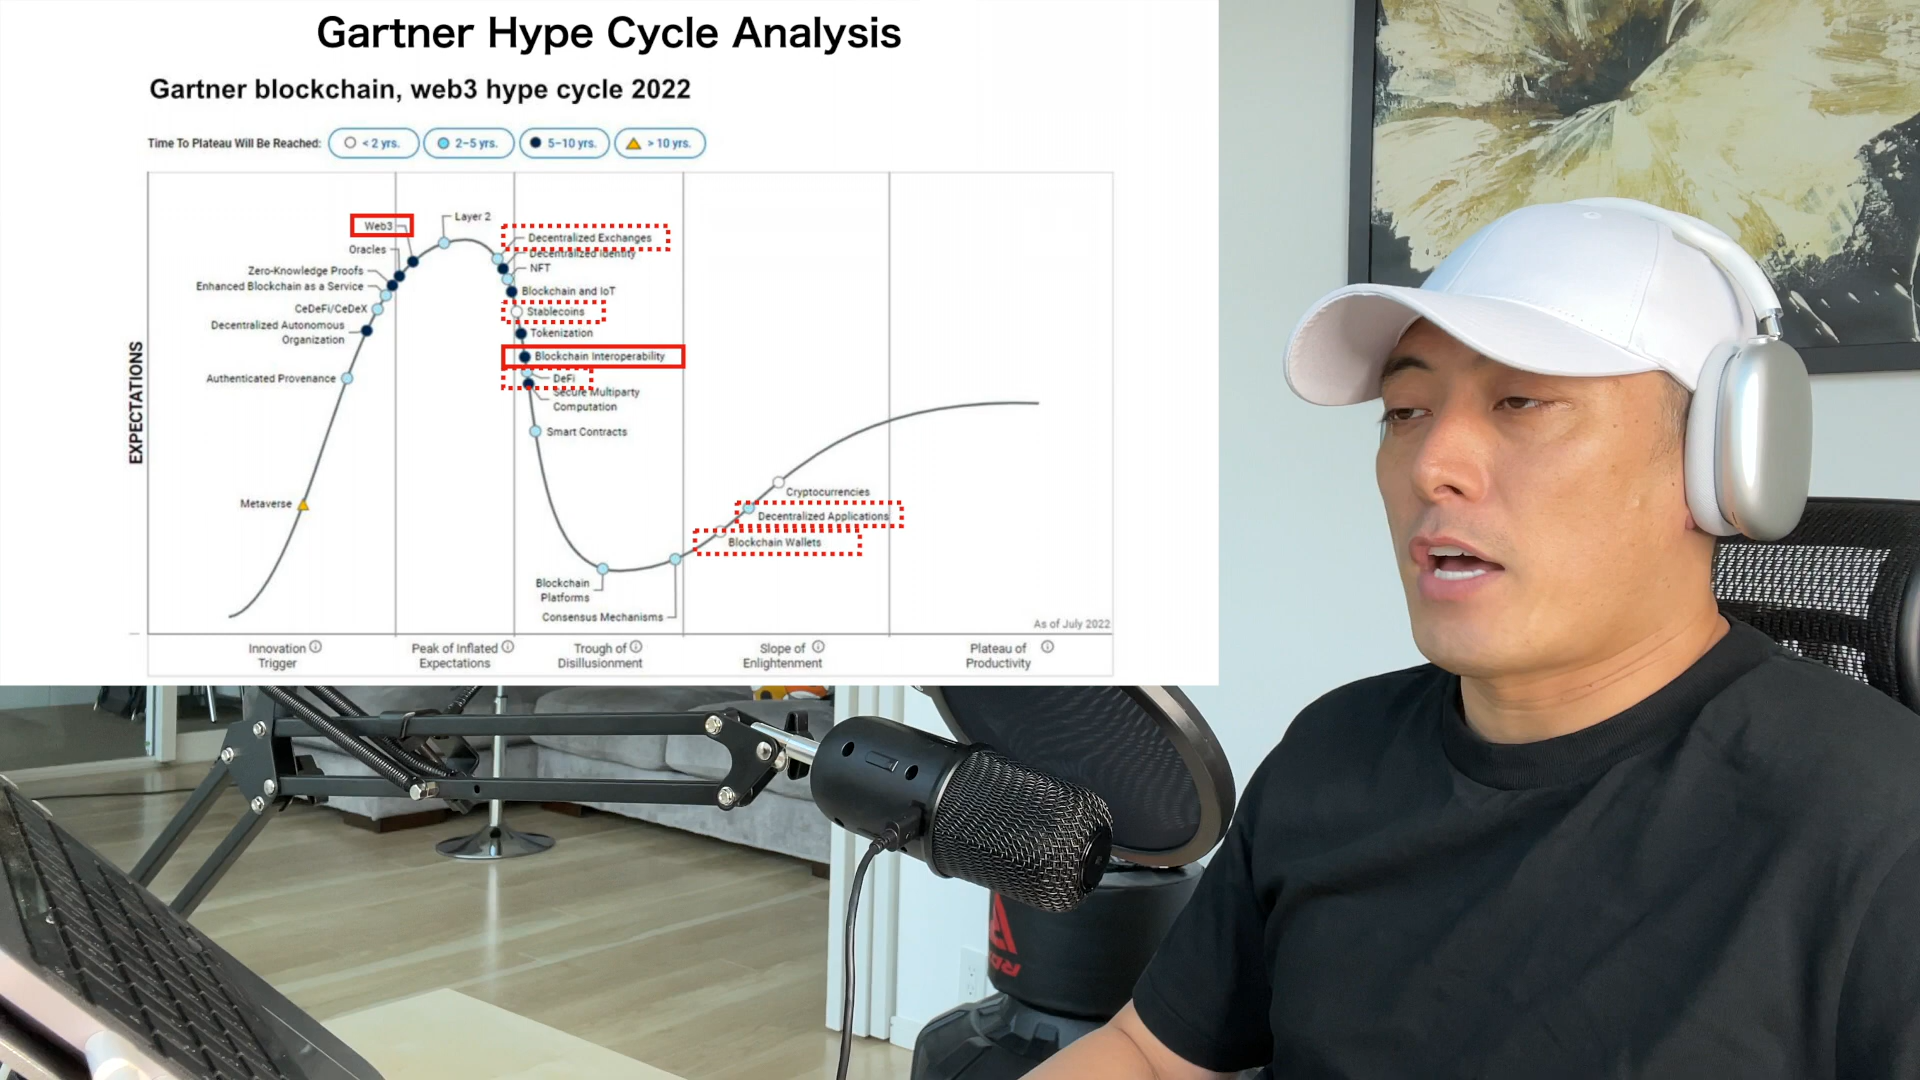 Gartner Hype Cycle Analysis
Gartner blockchain, web3 hype cycle 2022
Time To Plateau Will Be Reached:
< 2 yrs.
2–5 yrs.
5–10 yrs.
> 10 yrs.
EXPECTATIONS
Layer 2
Web3
Oracles
Zero-Knowledge Proofs
Enhanced Blockchain as a Service
CeDeFi/CeDeX
Decentralized Autonomous
Organization
Authenticated Provenance
Metaverse
Decentralized Exchanges
Decentralized Identity
NFT
Blockchain and IoT
Stablecoins
Tokenization
Blockchain Interoperability
DeFi
Secure Multiparty
Computation
Smart Contracts
Blockchain
Platforms
Consensus Mechanisms
Cryptocurrencies
Decentralized Applications
Blockchain Wallets
As of July 2022
Innovation
Trigger
Peak of Inflated
Expectations
Trough of
Disillusionment
Slope of
Enlightenment
Plateau of
Productivity